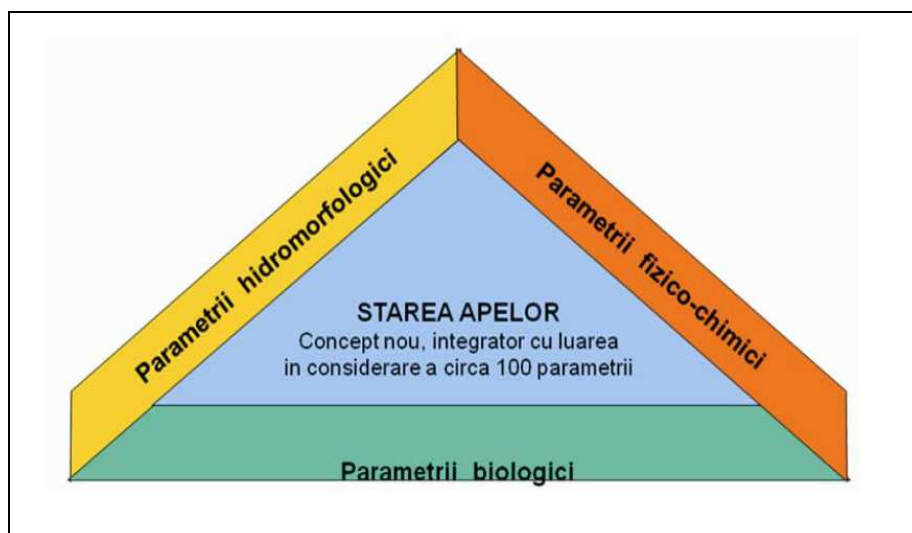 Parametrii hidromorfologici
Parametrii fizico-chimici
STAREA APELOR
Concept nou, integrator cu luarea
in considerare a circa 100 parametrii
Parametrii biologici